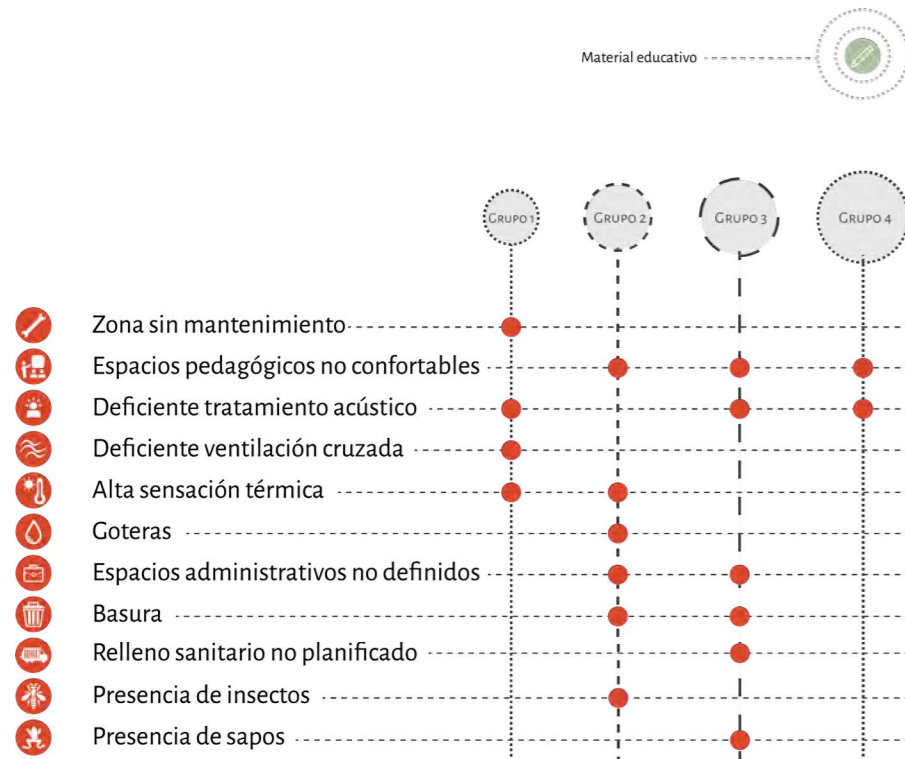 Material educativo
GRUPO 1
GRUPO 2
GRUPO 3
GRUPO 4
Zona sin mantenimiento
Espacios pedagógicos no confortables
Deficiente tratamiento acústico
Deficiente ventilación cruzada
Alta sensación térmica
Goteras
Espacios administrativos no definidos
Basura
Relleno sanitario no planificado
Presencia de insectos
Presencia de sapos